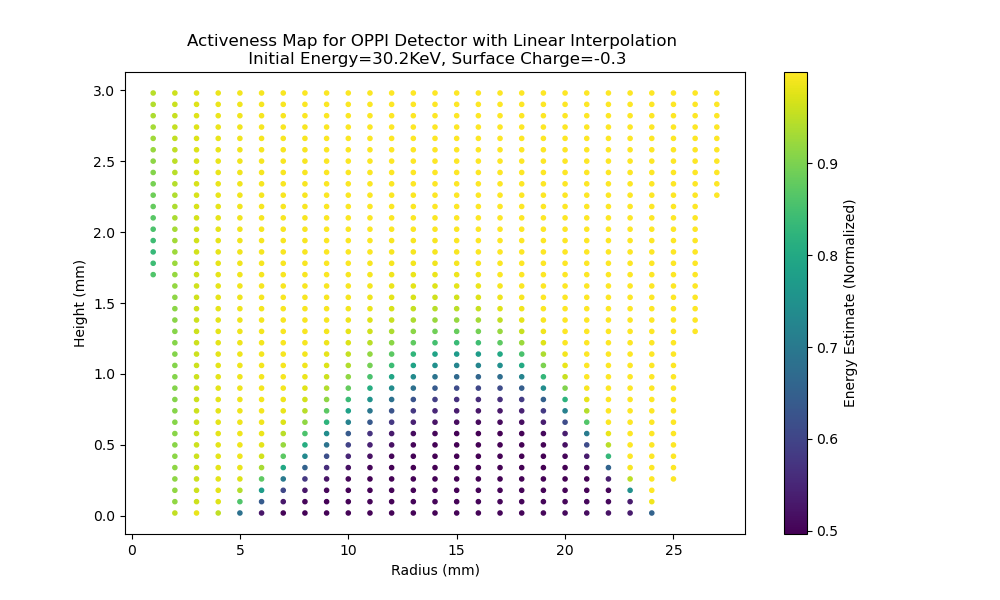 Activeness Map for OPPI Detector with Linear Interpolation
Initial Energy=30.2KeV, Surface Charge=-0.3
3.0
2.5
2.0
1.5
1.0
0.5
0.0
Height (mm)
0 5 10 15 20 25
Radius (mm)
0.9
0.8
0.7
0.6
0.5
Energy Estimate (Normalized)